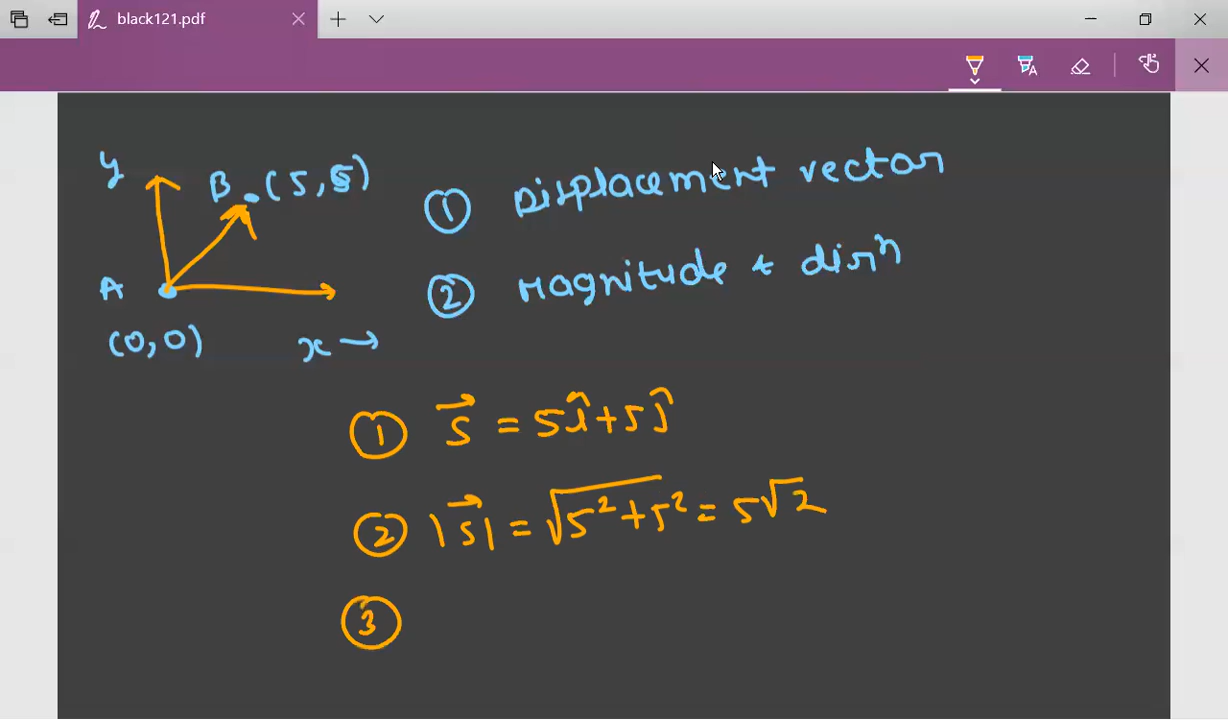 black121.pdf
y
B (5,5)
① Displacement vector
A
② Magnitude & dirⁿ
(0,0)
x →
① s⃗ = 5î+5ĵ
② |s⃗| = √5²+5² = 5√2
③